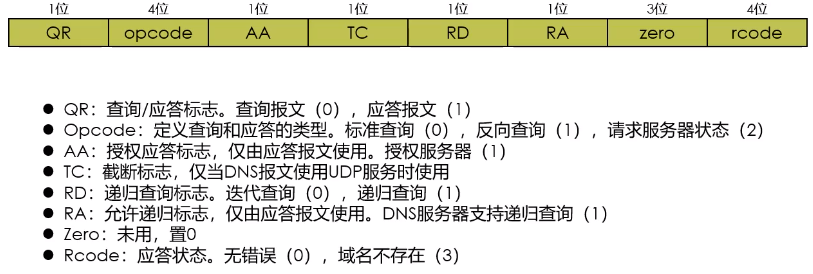 1位 4位 1位 1位 1位 1位 3位 4位
QR opcode AA TC RD RA zero rcode
● QR：查询/应答标志。查询报文（0），应答报文（1）
● Opcode：定义查询和应答的类型。标准查询（0），反向查询（1），请求服务器状态（2）
● AA：授权应答标志，仅由应答报文使用。授权服务器（1）
● TC：截断标志，仅当DNS报文使用UDP服务时使用
● RD：递归查询标志。迭代查询（0），递归查询（1）
● RA：允许递归标志，仅由应答报文使用。DNS服务器支持递归查询（1）
● Zero：未用，置0
● Rcode：应答状态。无错误（0），域名不存在（3）